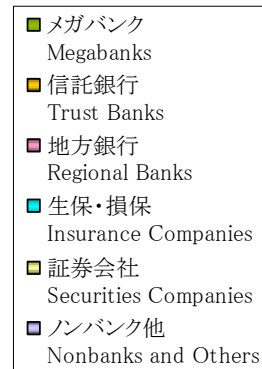 メガバンク
Megabanks
信託銀行
Trust Banks
地方銀行
Regional Banks
生保・損保
Insurance Companies
証券会社
Securities Companies
ノンバンク他
Nonbanks and Others